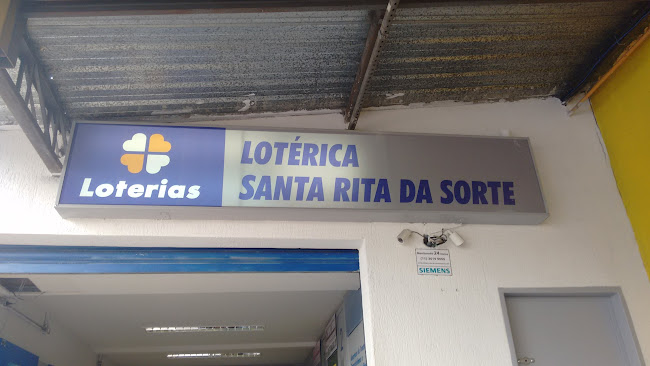 Loterias
LOTÉRICA
SANTA RITA DA SORTE
SIEMENS